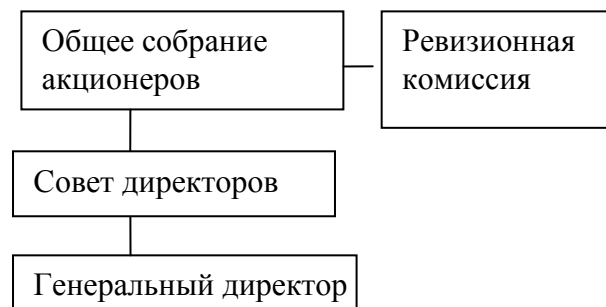 Общее собрание
акционеров
Ревизионная
комиссия
Совет директоров
Генеральный директор